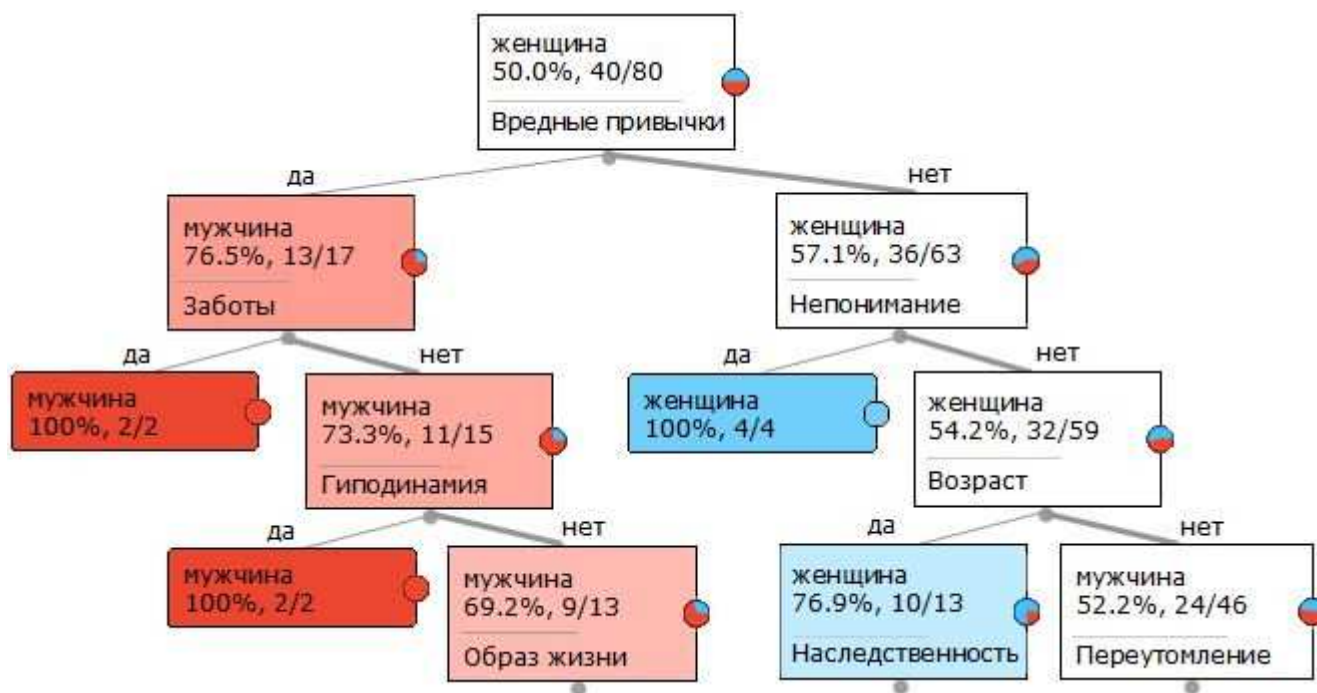 женщина
50.0%, 40/80
Вредные привычки
да
нет
мужчина
76.5%, 13/17
Заботы
женщина
57.1%, 36/63
Непонимание
да
нет
да
нет
мужчина
100%, 2/2
мужчина
73.3%, 11/15
Гиподинамия
женщина
100%, 4/4
женщина
54.2%, 32/59
Возраст
да
нет
да
нет
мужчина
100%, 2/2
мужчина
69.2%, 9/13
Образ жизни
женщина
76.9%, 10/13
Наследственность
мужчина
52.2%, 24/46
Переутомление